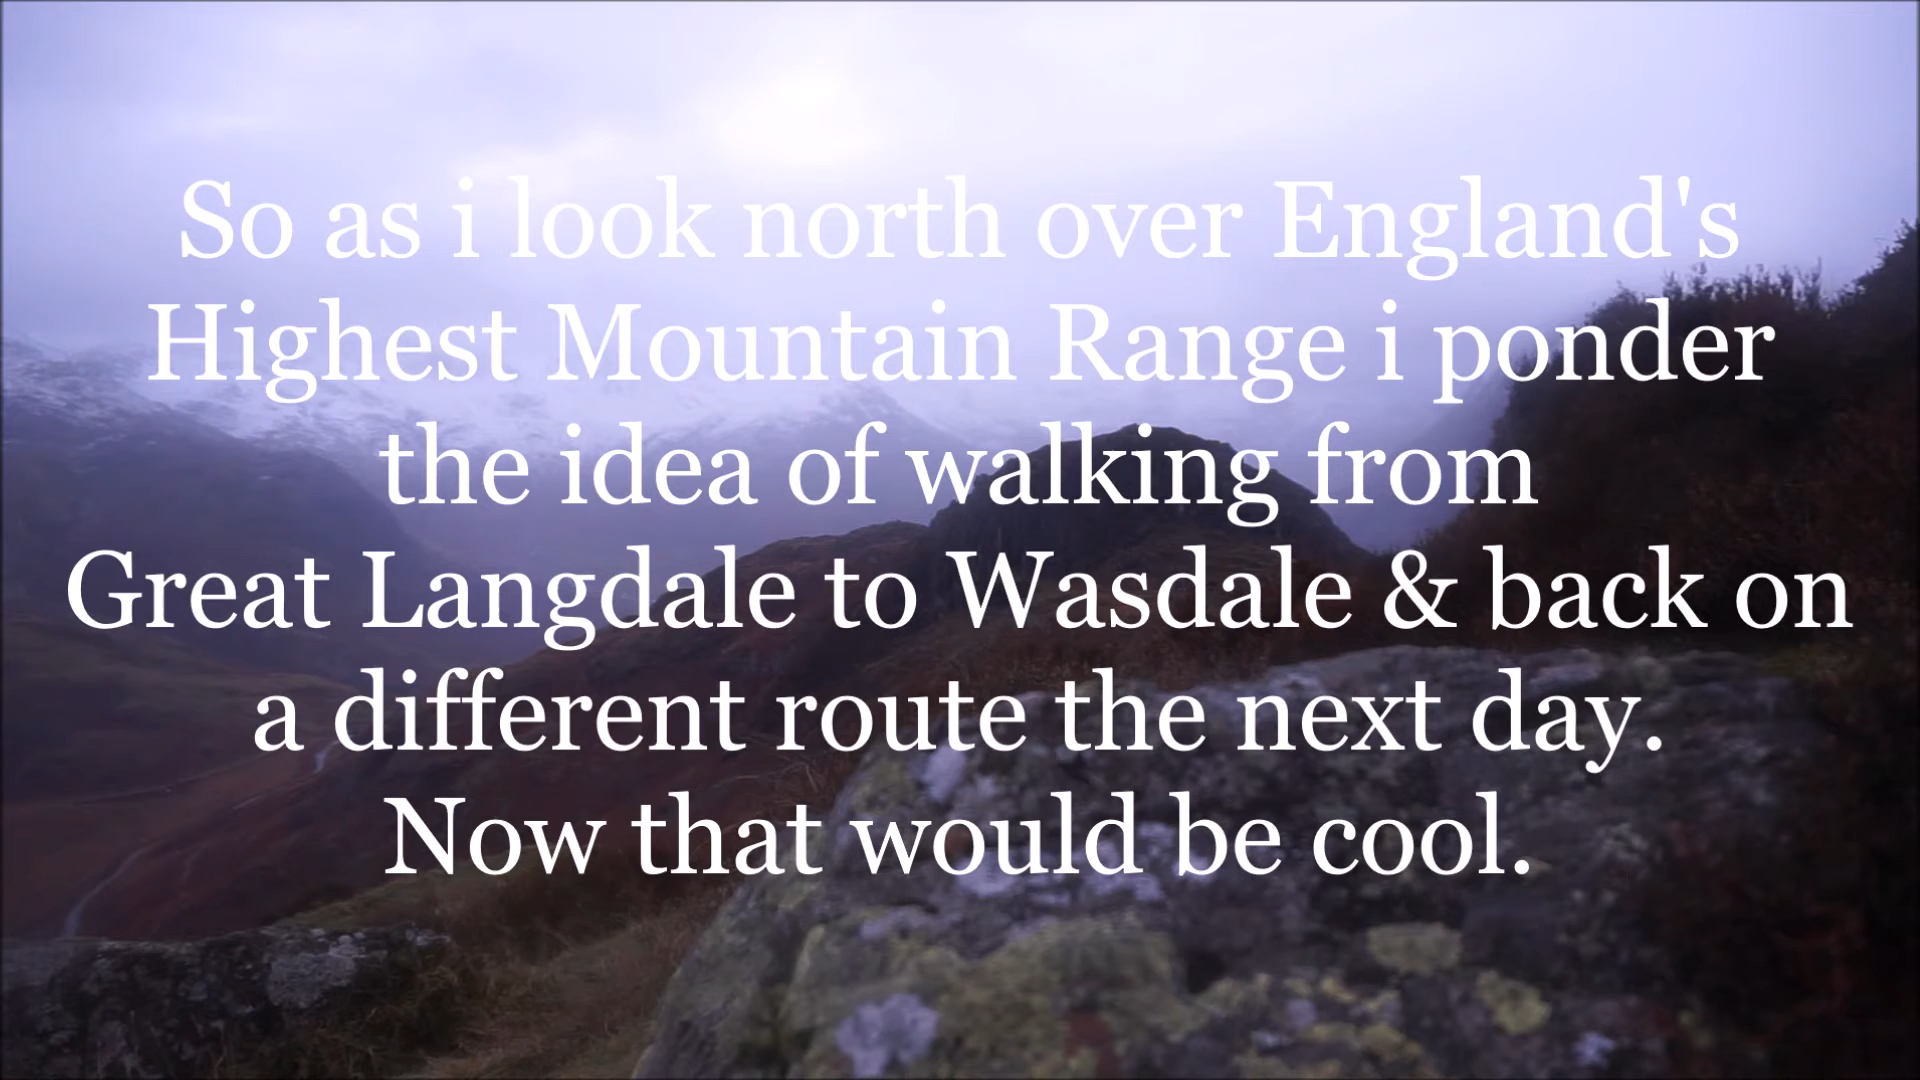 So as i look north over England's
Highest Mountain Range i ponder
the idea of walking from
Great Langdale to Wasdale & back on
a different route the next day.
Now that would be cool.